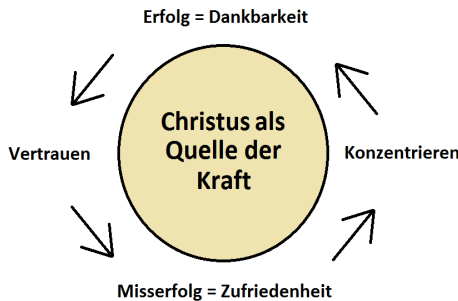 Erfolg = Dankbarkeit
Christus als
Quelle der
Kraft
Vertrauen
Konzentrieren
Misserfolg = Zufriedenheit